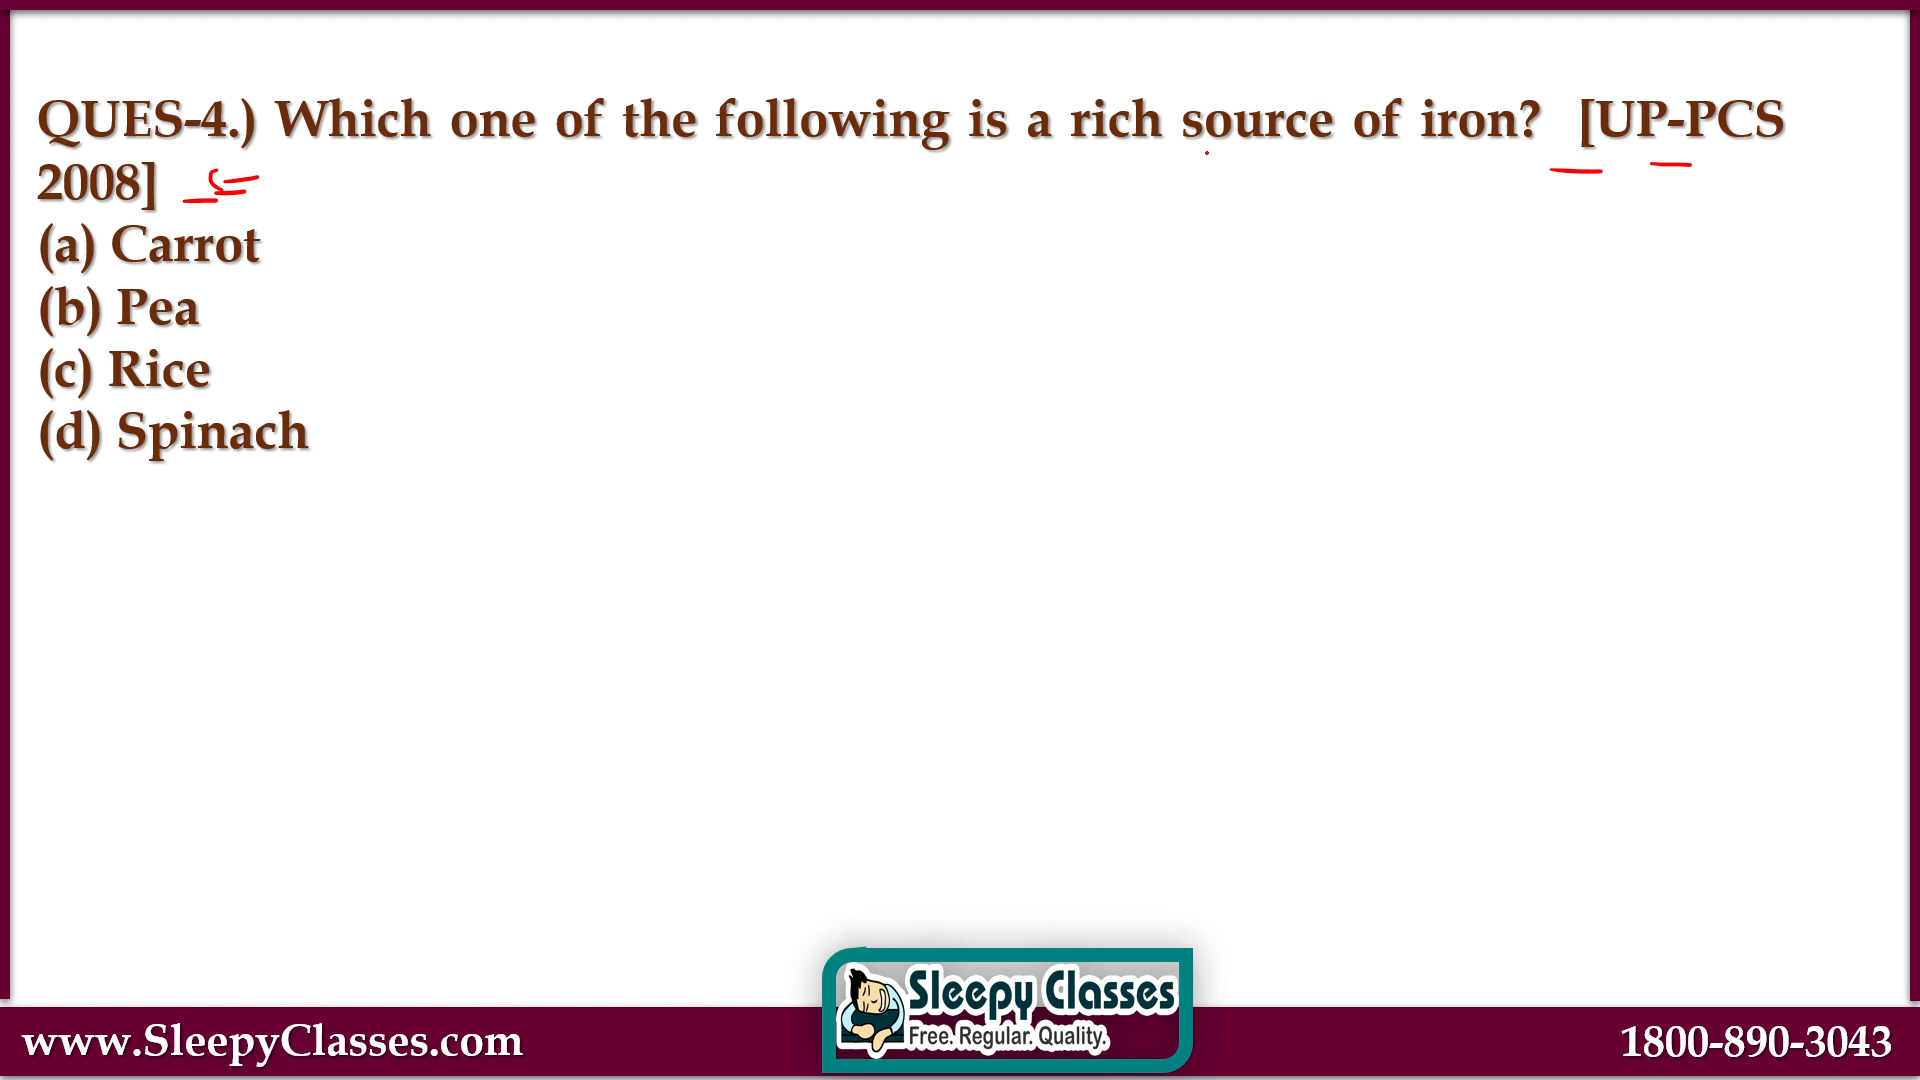 QUES-4.) Which one of the following is a rich source of iron? [UP-PCS
2008]
(a) Carrot
(b) Pea
(c) Rice
(d) Spinach
Sleepy Classes
Free. Regular. Quality.
www.SleepyClasses.com
1800-890-3043